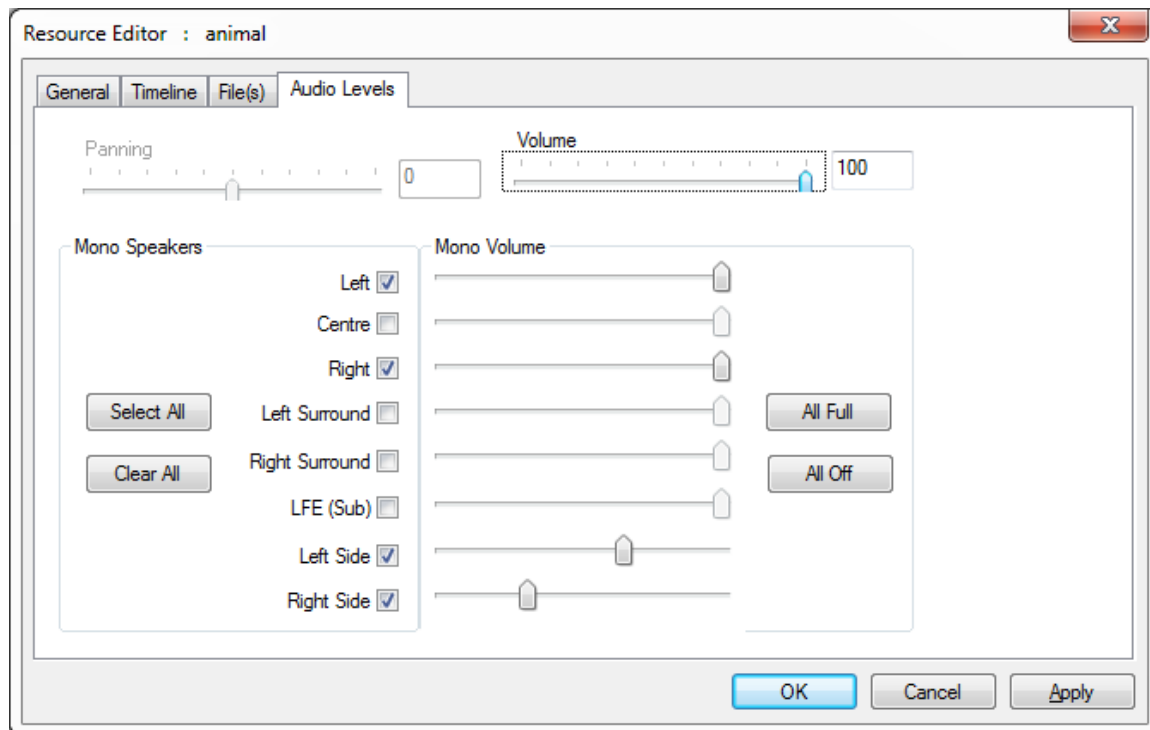 Resource Editor : animal
X
General Timeline File(s) Audio Levels
Panning
0
Volume
100
Mono Speakers
Mono Volume
Left
Centre
Right
Select All
Left Surround
All Full
Clear All
Right Surround
All Off
LFE (Sub)
Left Side
Right Side
OK Cancel Apply